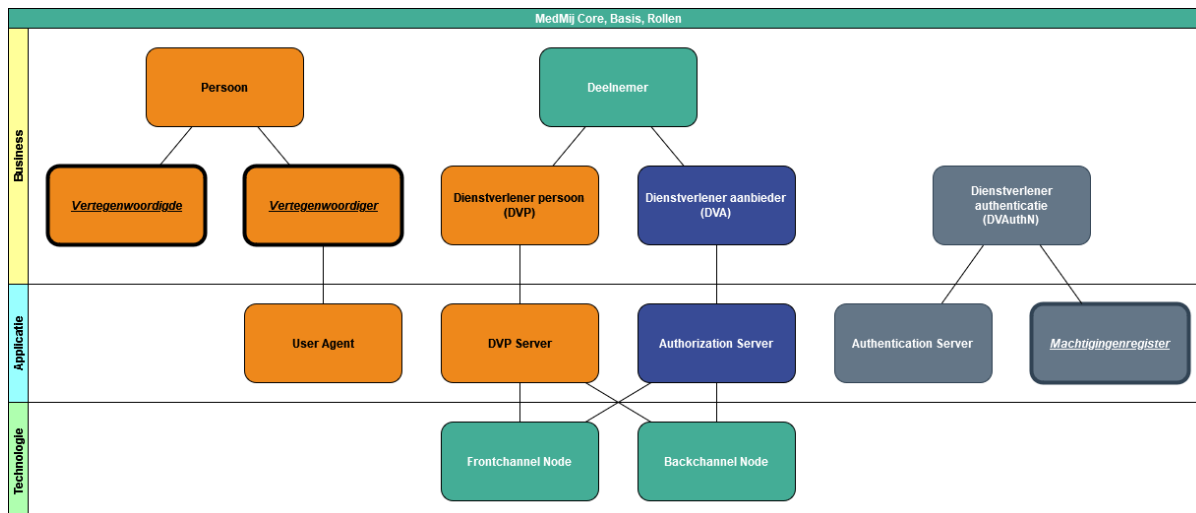 MedMij Core, Basis, Rollen
Business
Persoon
Deelnemer
Vertegenwoordigde
Vertegenwoordiger
Dienstverlener persoon
(DVP)
Dienstverlener aanbieder
(DVA)
Dienstverlener
authenticatie
(DVAuthN)
Applicatie
User Agent
DVP Server
Authorization Server
Authentication Server
Machtigingenregister
Technologie
Frontchannel Node
Backchannel Node